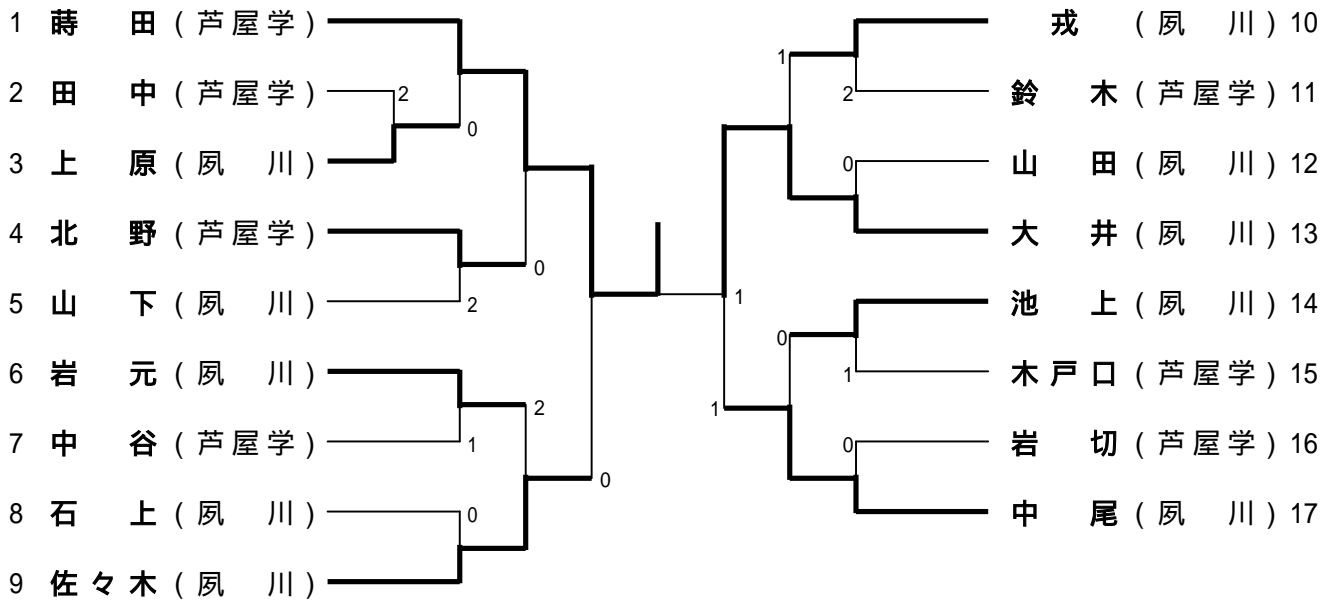 1 蒔 田 ( 芦 屋 学 )
2 田 中 ( 芦 屋 学 )
3 上 原 ( 夙 川 )
4 北 野 ( 芦 屋 学 )
5 山 下 ( 夙 川 )
6 岩 元 ( 夙 川 )
7 中 谷 ( 芦 屋 学 )
8 石 上 ( 夙 川 )
9 佐 々 木 ( 夙 川 )
2
0
0
2
2
1
0
0
戎 ( 夙 川 ) 10
鈴 木 ( 芦 屋 学 ) 11
山 田 ( 夙 川 ) 12
大 井 ( 夙 川 ) 13
池 上 ( 夙 川 ) 14
木 戸 口 ( 芦 屋 学 ) 15
岩 切 ( 芦 屋 学 ) 16
中 尾 ( 夙 川 ) 17
1
2
0
1
0
1
1
0